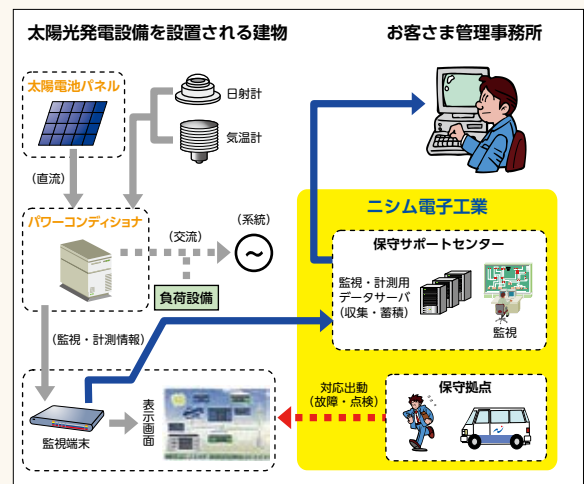 太陽光発電設備を設置される建物
お客さま管理事務所
太陽電池パネル
日射計
気温計
(直流)
パワーコンディショナ
(交流)
(系統)
～
負荷設備
(監視・計測情報)
監視端末
表示画面
ニシム電子工業
保守サポートセンター
監視・計測用
データサーバ
(収集・蓄積)
監視
対応出動
(故障・点検)
保守拠点